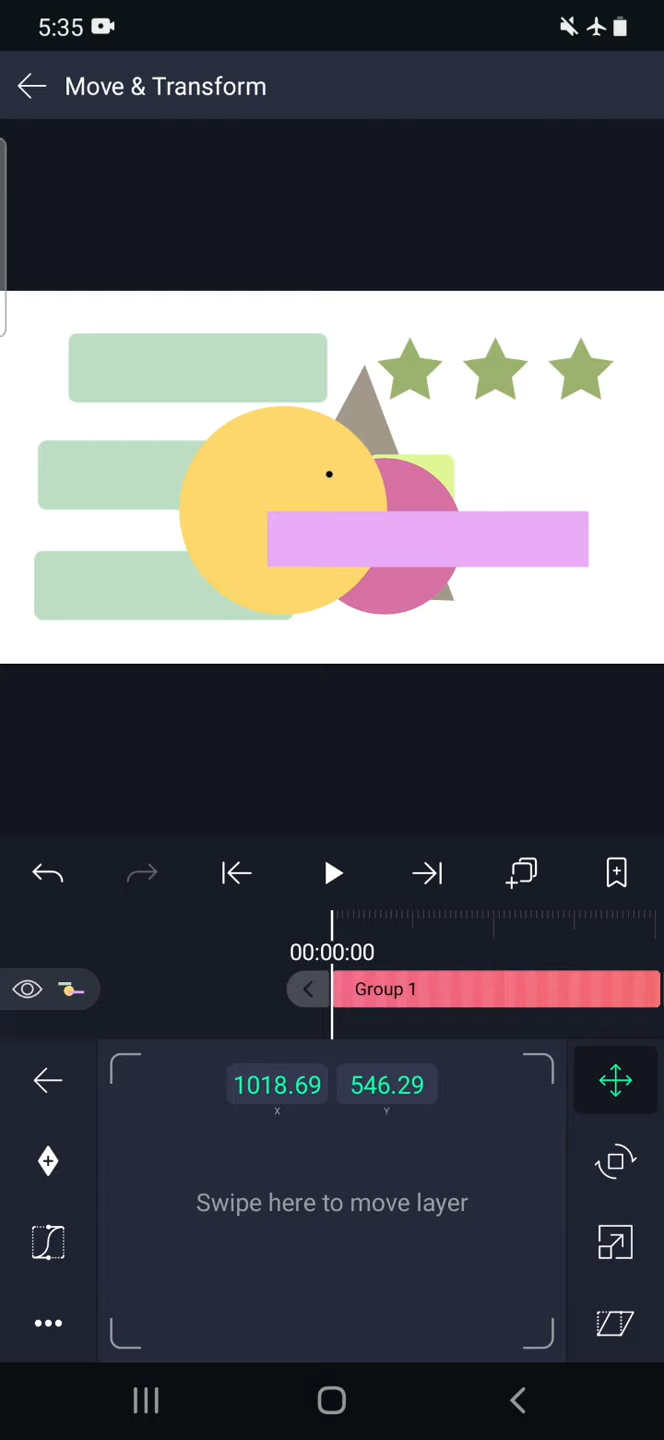 5:35
Move & Transform
00:00:00
Group 1
1018.69 546.29
X Y
Swipe here to move layer